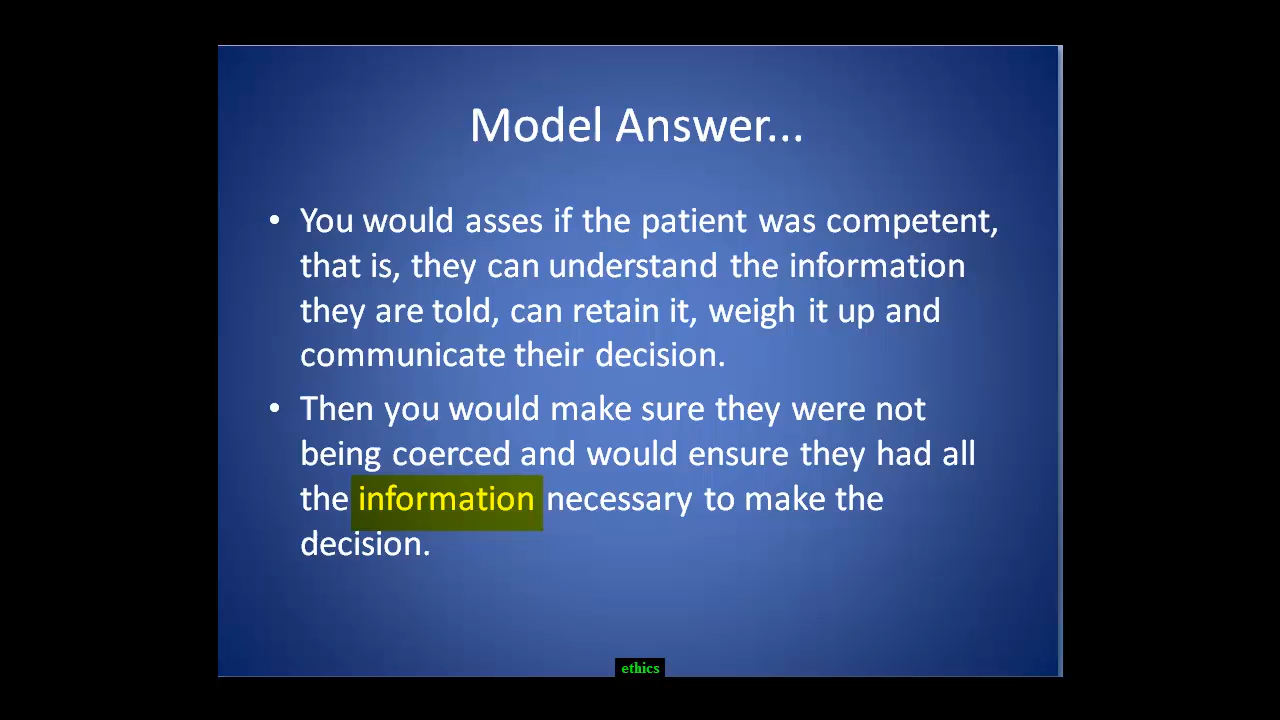 Model Answer...
• You would asses if the patient was competent,
that is, they can understand the information
they are told, can retain it, weigh it up and
communicate their decision.
• Then you would make sure they were not
being coerced and would ensure they had all
the information necessary to make the
decision.
ethics